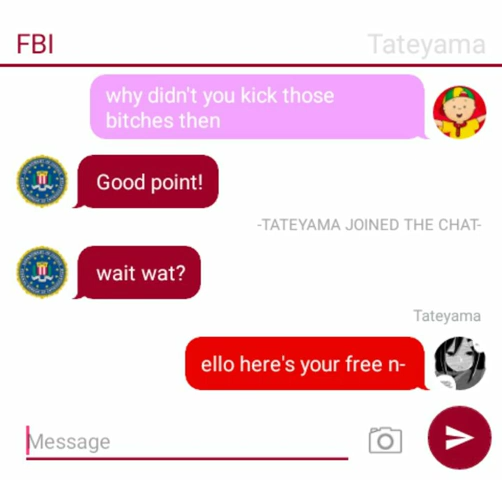 FBI
Tateyama
why didn't you kick those
bitches then
Good point!
-TATEYAMA JOINED THE CHAT-
wait wat?
Tateyama
ello here's your free n-
Message